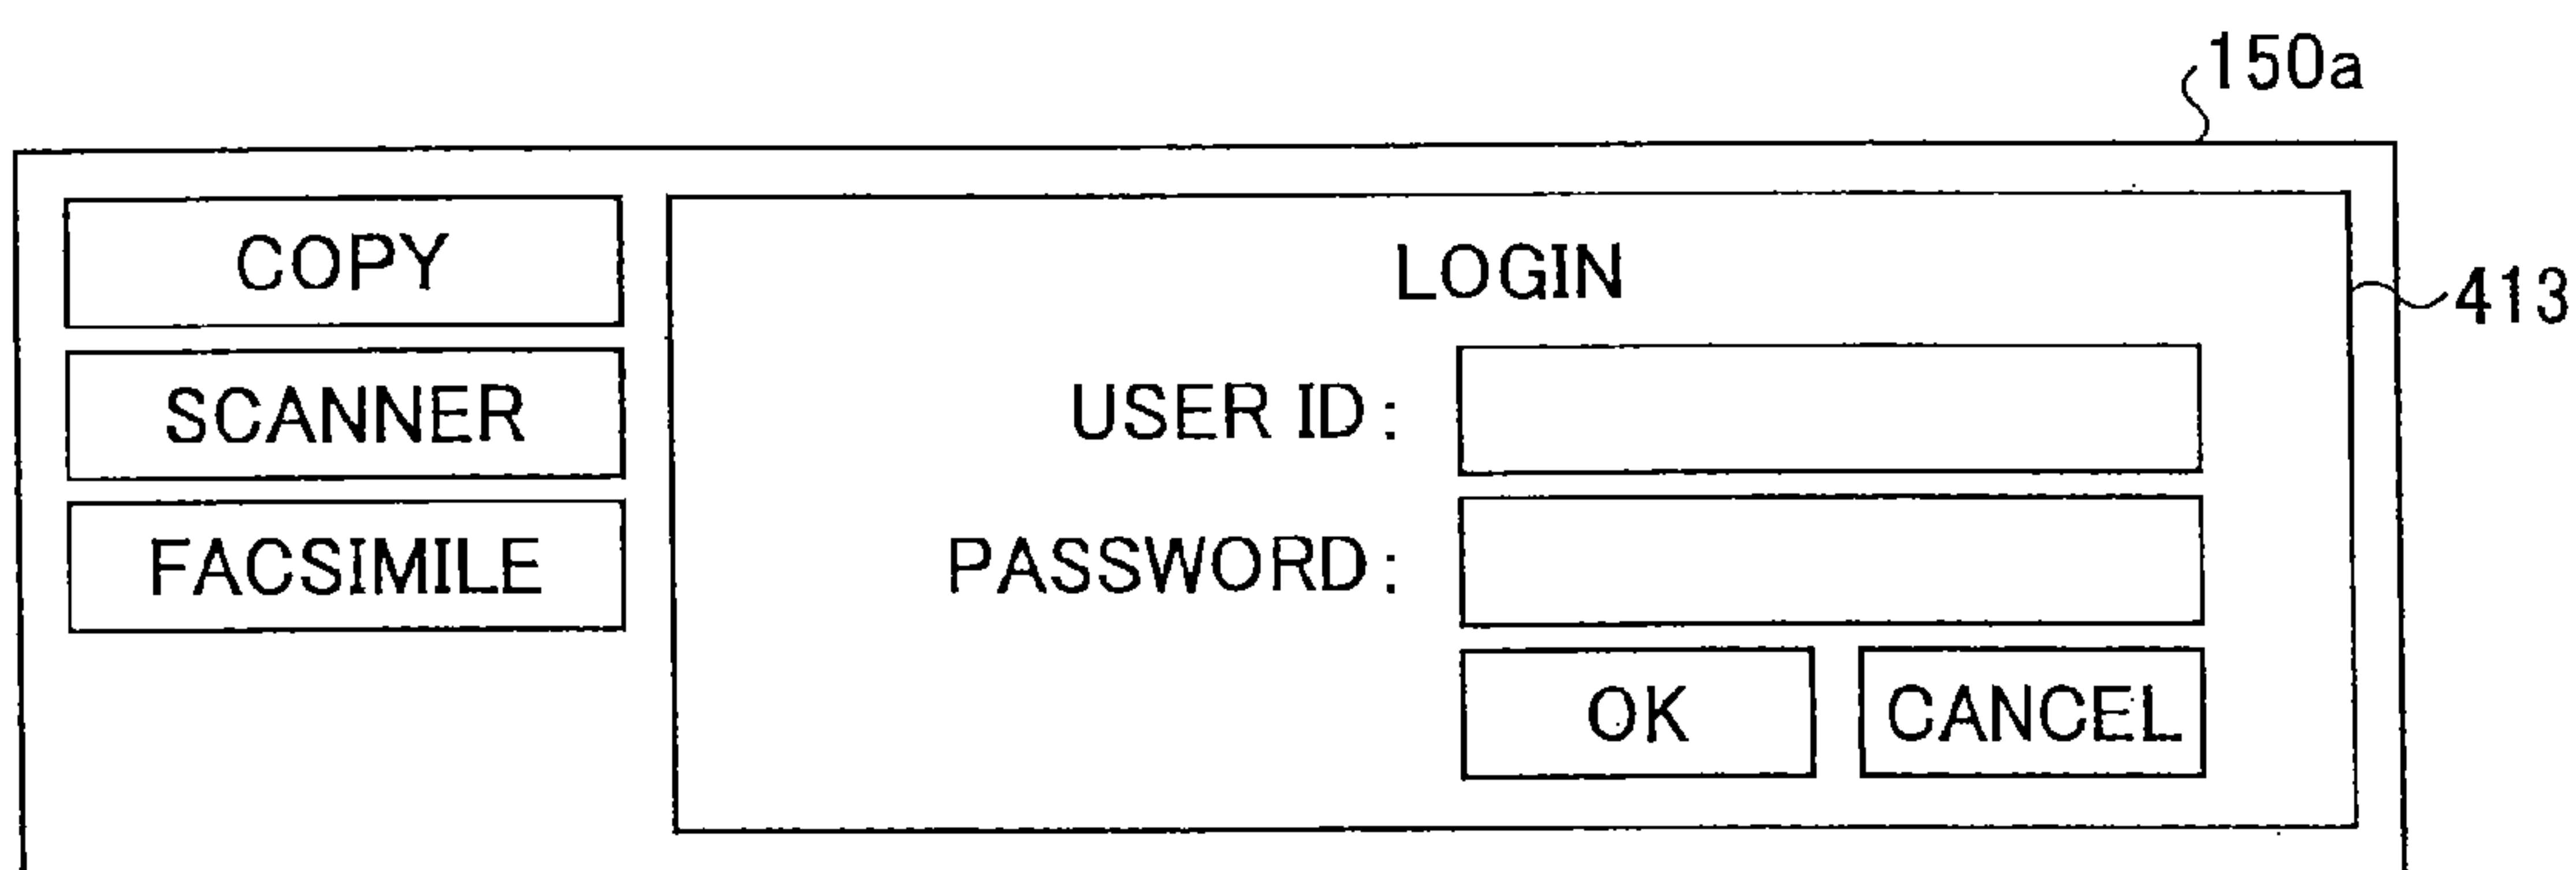 150a
COPY
SCANNER
FACSIMILE
LOGIN
413
USER ID:
PASSWORD:
OK CANCEL